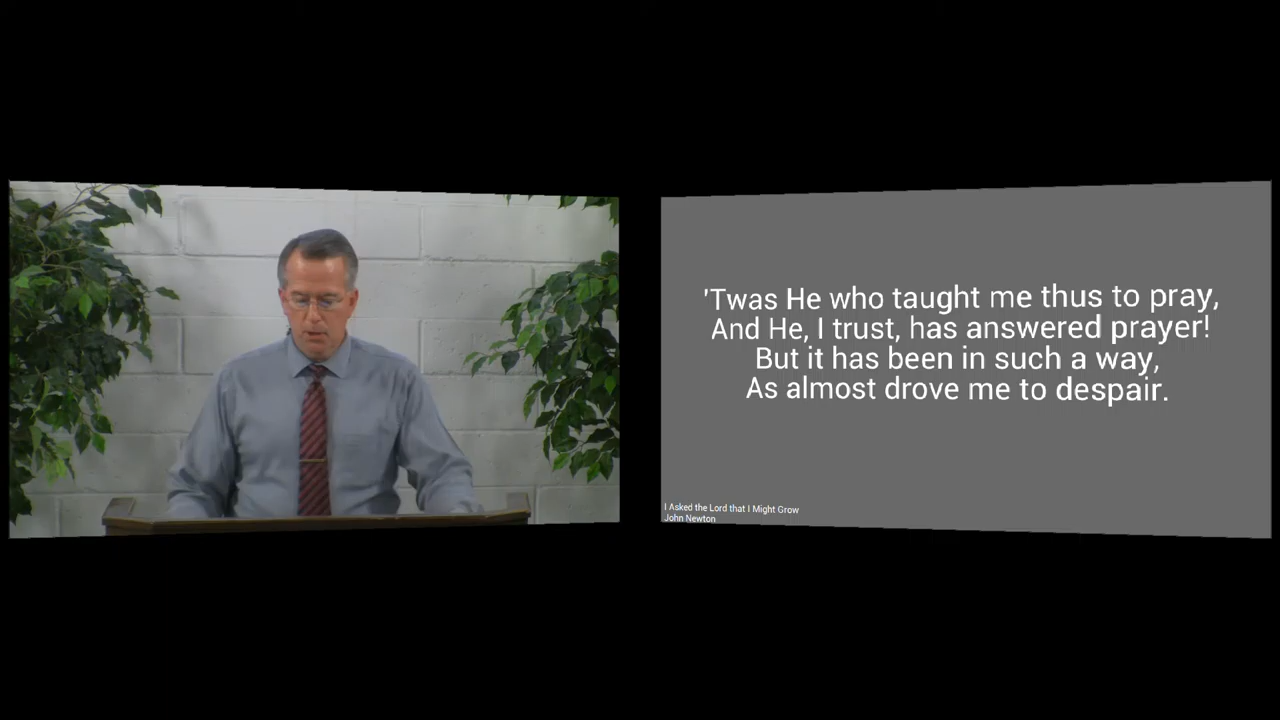 'Twas He who taught me thus to pray,
And He, I trust, has answered prayer!
But it has been in such a way,
As almost drove me to despair.
I Asked the Lord that I Might Grow
John Newton